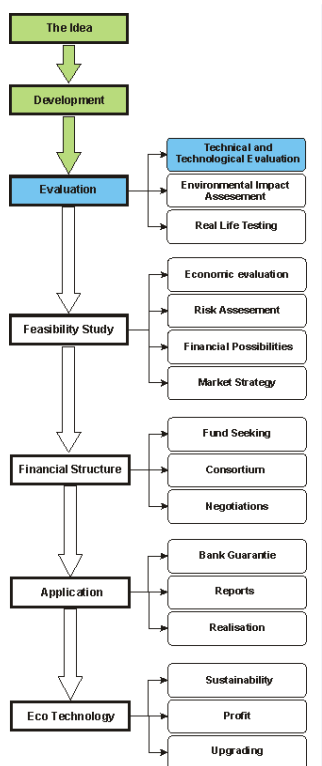 The Idea
Development
Evaluation
Technical and
Technological Evaluation
Environmental Impact
Assesement
Real Life Testing
Feasibility Study
Economic evaluation
Risk Assesement
Financial Possibilities
Market Strategy
Financial Structure
Fund Seeking
Consortium
Negotiations
Application
Bank Guarantie
Reports
Realisation
Eco Technology
Sustainability
Profit
Upgrading